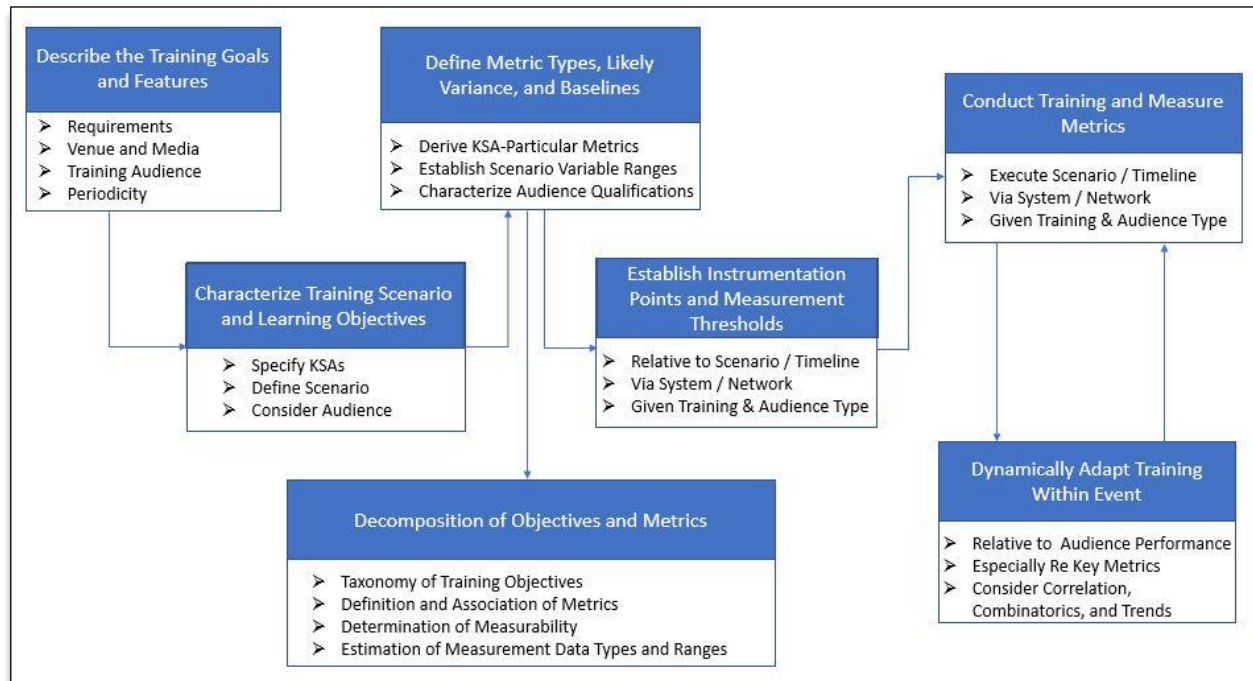 Describe the Training Goals
and Features
Requirements
Venue and Media
Training Audience
Periodicity
Characterize Training Scenario
and Learning Objectives
Specify KSAs
Define Scenario
Consider Audience
Define Metric Types, Likely
Variance, and Baselines
Derive KSA-Particular Metrics
Establish Scenario Variable Ranges
Characterize Audience Qualifications
Decomposition of Objectives and Metrics
Taxonomy of Training Objectives
Definition and Association of Metrics
Determination of Measurability
Estimation of Measurement Data Types and Ranges
Establish Instrumentation
Points and Measurement
Thresholds
Relative to Scenario / Timeline
Via System / Network
Given Training & Audience Type
Conduct Training and Measure
Metrics
Execute Scenario / Timeline
Via System / Network
Given Training & Audience Type
Dynamically Adapt Training
Within Event
Relative to Audience Performance
Especially Re Key Metrics
Consider Correlation,
Combinatorics, and Trends